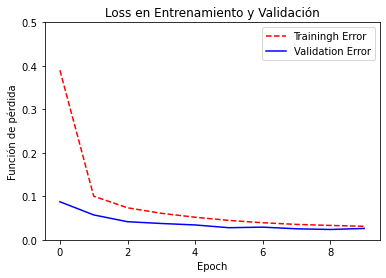 Loss en Entrenamiento y Validación
Trainingh Error
Validation Error
Función de pérdida
0.5
0.4
0.3
0.2
0.1
0.0
0 2 4 6 8
Epoch